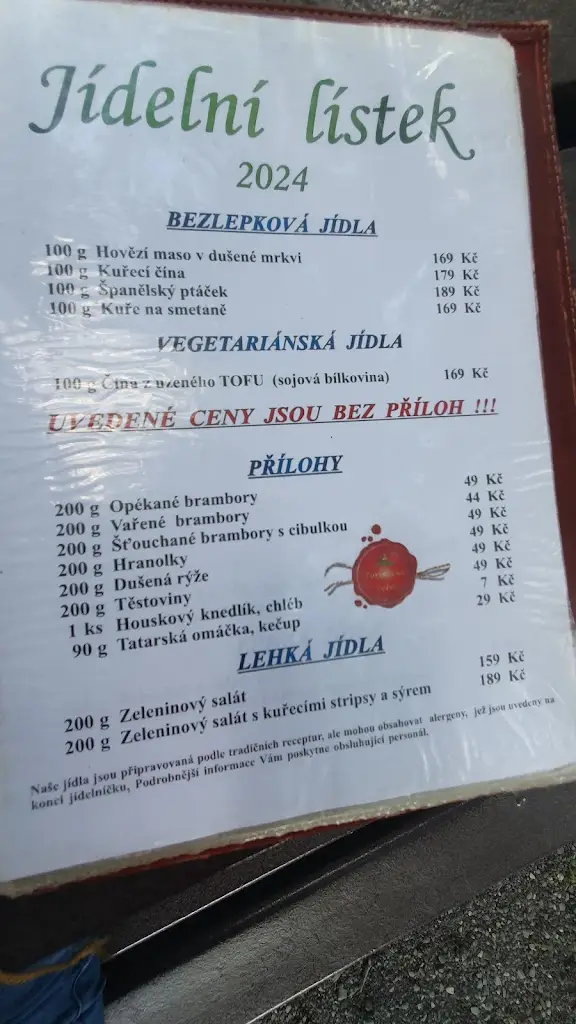 Jídelní lístek
2024
BEZLEPKOVÁ JÍDLA
100 g Hovězí maso v dušené mrkvi 169 Kč
100 g Kuřecí čína 179 Kč
100 g Španělský ptáček 189 Kč
100 g Kuře na smetaně 169 Kč
VEGETARIÁNSKÁ JÍDLA
100 g Čína z uzeného TOFU (sojová bílkovina) 169 Kč
UVEDENÉ CENY JSOU BEZ PŘÍLOH !!!
PŘÍLOHY
200 g Opékané brambory 49 Kč
200 g Vařené brambory 44 Kč
200 g Šťouchané brambory s cibulkou 49 Kč
200 g Hranolky 49 Kč
200 g Dušená rýže 49 Kč
200 g Těstoviny 49 Kč
1 ks Houskový knedlík, chléb 7 Kč
90 g Tatarská omáčka, kečup 29 Kč
LEHKÁ JÍDLA
200 g Zeleninový salát 159 Kč
200 g Zeleninový salát s kuřecími stripsy a sýrem 189 Kč
Naše jídla jsou připravovaná podle tradičních receptur, ale mohou obsahovat alergeny, jež jsou uvedeny na
konci jídelníčku, Podrobnější informace Vám poskytne obsluhující personál.